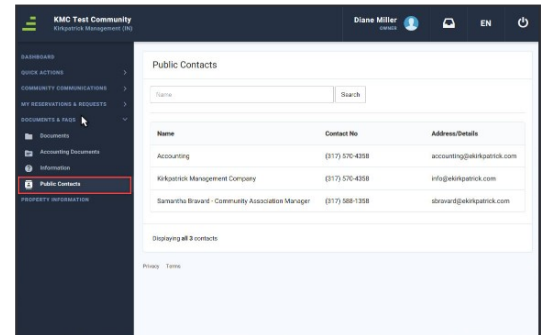 KMC Test Community
Kirkpatrick Management (IN)
Diane Miller
OWNER
EN
DASHBOARD
QUICK ACTIONS
COMMUNITY COMMUNICATIONS
MY RESERVATIONS & REQUESTS
DOCUMENTS & FAQS
Documents
Accounting Documents
Information
Public Contacts
PROPERTY INFORMATION
Public Contacts
Name
Search
Name Contact No Address/Details
Accounting (317) 570-4358 accounting@ekirkpatrick.com
Kirkpatrick Management Company (317) 570-4358 info@ekirkpatrick.com
Samantha Bravard - Community Association Manager (317) 588-1358 sbravard@ekirkpatrick.com
Displaying all 3 contacts
Privacy Terms